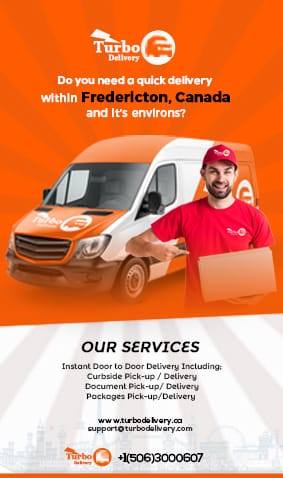 Turbo
Delivery
Do you need a quick delivery
within Fredericton, Canada
and it's environs?
Turbo
OUR SERVICES
Instant Door to Door Delivery Including;
Curbside Pick-up / Delivery
Document Pick-up/ Delivery
Packages Pick-up/Delivery
www.turbodelivery.ca
support@turbodelivery.com
Turbo
Delivery
+1(506)3000607